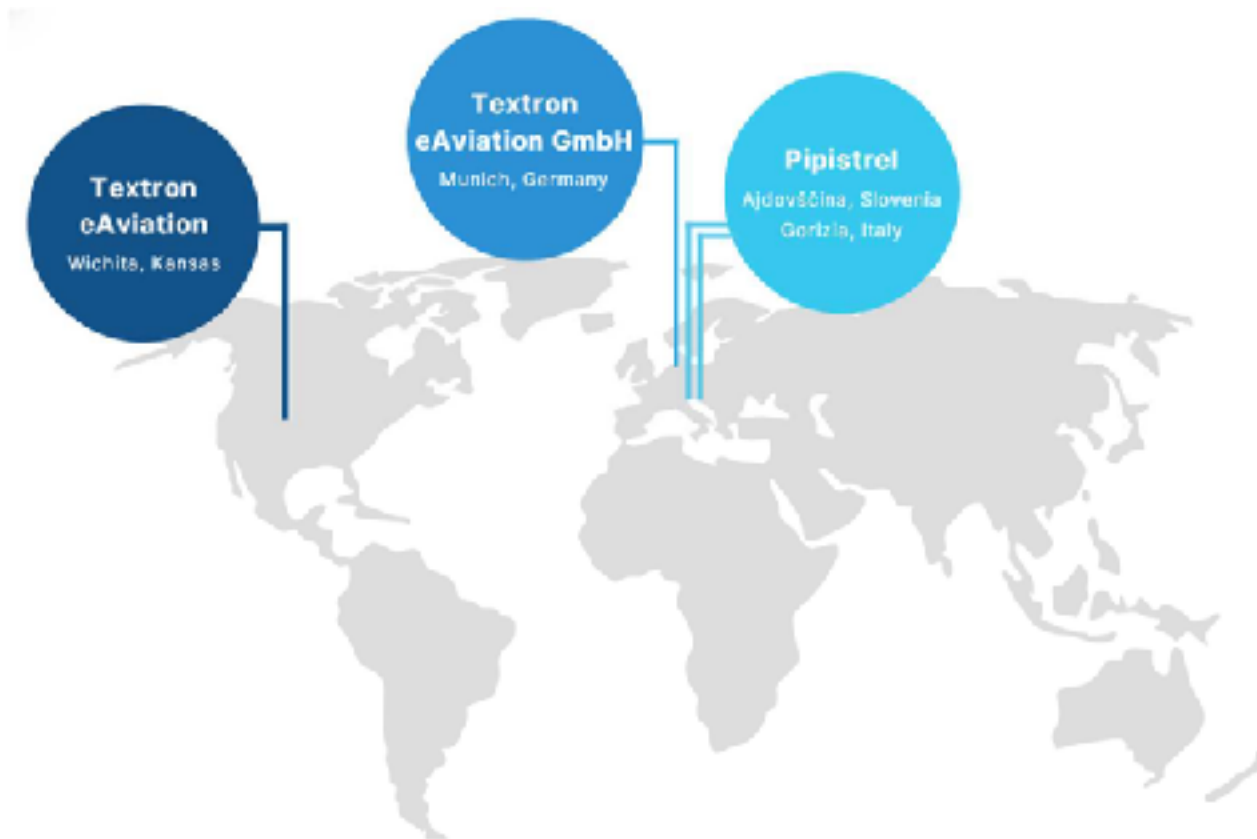 Textron
eAviation
Wichita, Kansas
Textron
eAviation GmbH
Munich, Germany
Pipistrel
Ajdovščina, Slovenia
Gorizia, Italy